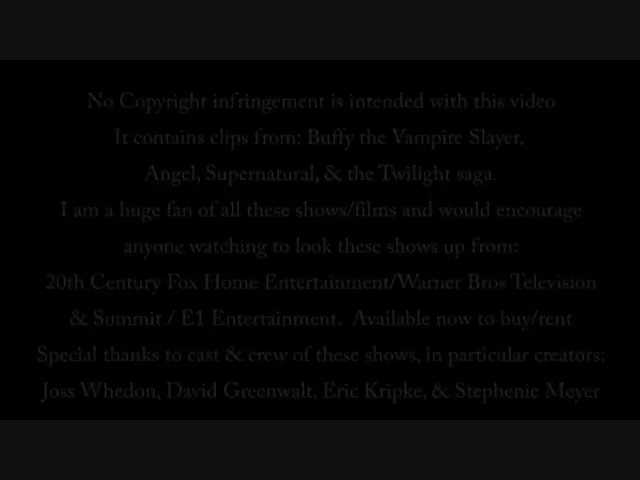 No Copyright infringement is intended with this video
It contains clips from: Buffy the Vampire Slayer,
Angel, Supernatural, & the Twilight saga.
I am a huge fan of all these shows/films and would encourage
anyone watching to look these shows up from:
20th Century Fox Home Entertainment/Warner Bros Television
& Summit / E1 Entertainment.  Available now to buy/rent
Special thanks to cast & crew of these shows, in particular creators:
Joss Whedon, David Greenwalt, Eric Kripke, & Stephenie Meyer